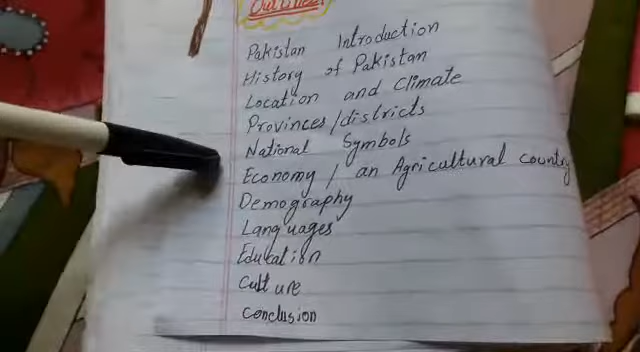 Outlines:
Pakistan Introduction
History of Pakistan
Location and Climate
Provinces/districts
National Symbols
Economy/ an Agricultural country
Demography
Languages
Education
Culture
Conclusion